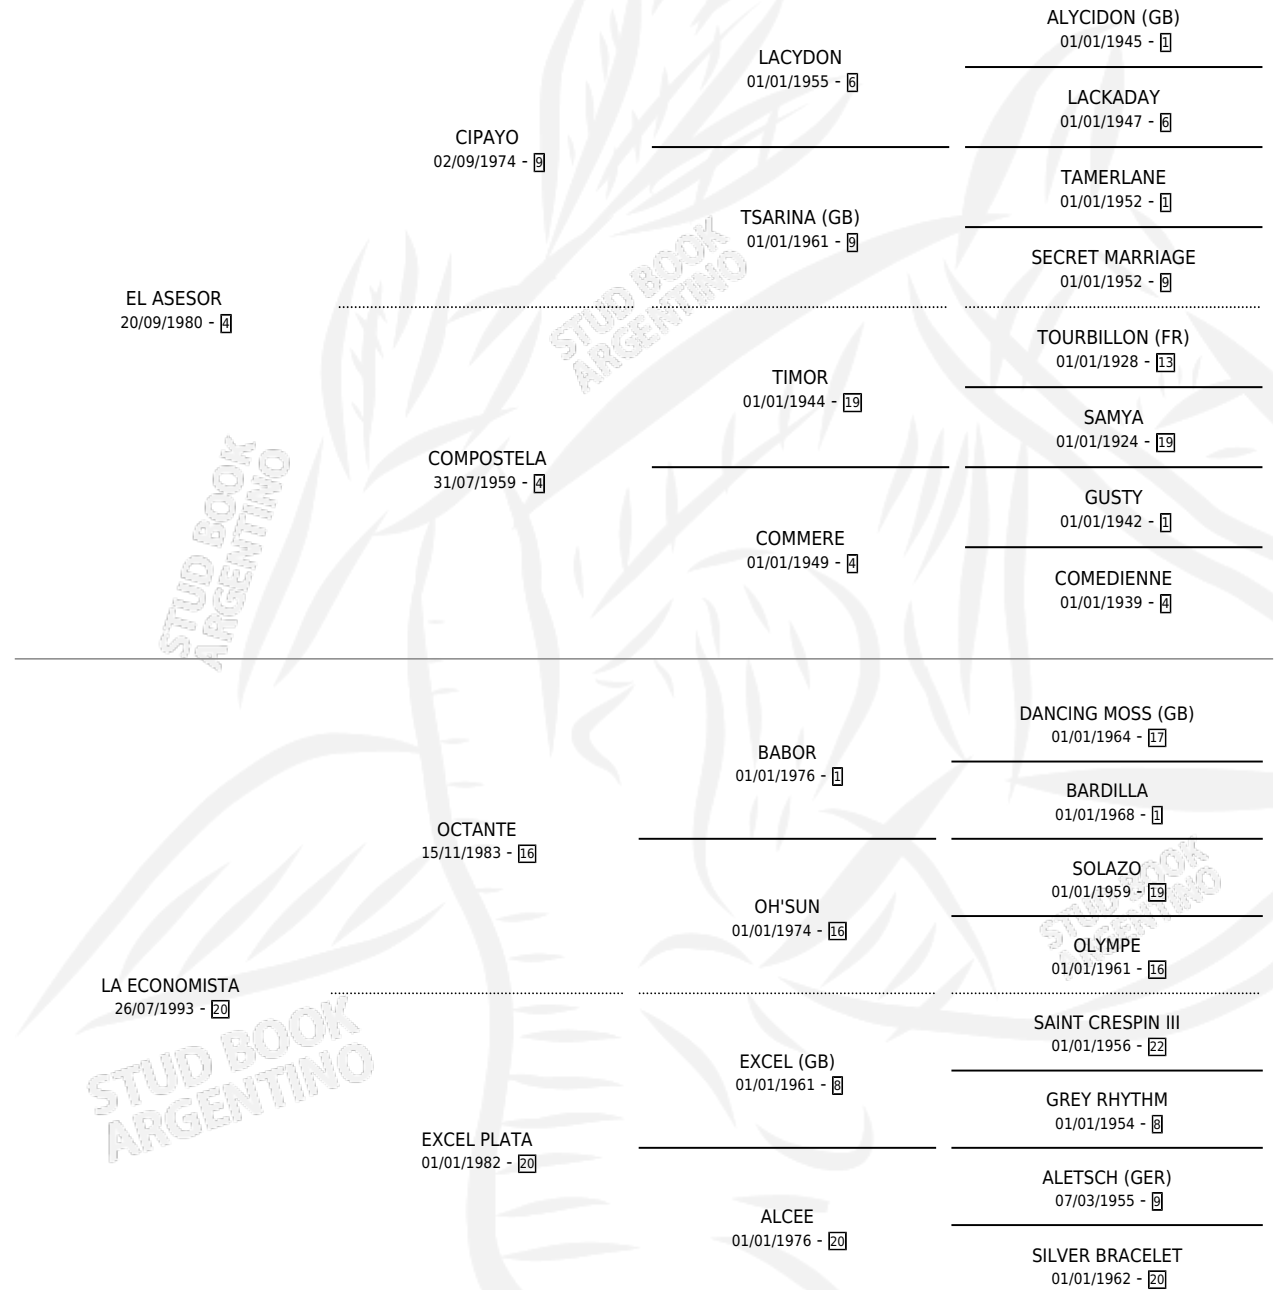 ALYCIDON (GB)
01/01/1945 - 1
LACYDON
01/01/1955 - 6
LACKADAY
01/01/1947 - 6
CIPAYO
02/09/1974 - 9
TAMERLANE
01/01/1952 - 1
TSARINA (GB)
01/01/1961 - 9
SECRET MARRIAGE
01/01/1952 - 9
EL ASESOR
20/09/1980 - 4
TOURBILLON (FR)
01/01/1928 - 13
TIMOR
01/01/1944 - 19
SAMYA
01/01/1924 - 19
COMPOSTELA
31/07/1959 - 4
GUSTY
01/01/1942 - 1
COMMERE
01/01/1949 - 4
COMEDIENNE
01/01/1939 - 4
DANCING MOSS (GB)
01/01/1964 - 17
BABOR
01/01/1976 - 1
BARDILLA
01/01/1968 - 1
OCTANTE
15/11/1983 - 16
SOLAZO
01/01/1959 - 19
OH'SUN
01/01/1974 - 16
OLYMPE
01/01/1961 - 16
LA ECONOMISTA
26/07/1993 - 20
SAINT CRESPIN III
01/01/1956 - 22
EXCEL (GB)
01/01/1961 - 8
GREY RHYTHM
01/01/1954 - 8
EXCEL PLATA
01/01/1982 - 20
ALETSCH (GER)
07/03/1955 - 9
ALCEE
01/01/1976 - 20
SILVER BRACELET
01/01/1962 - 20
STUD BOOK
ARGENTINO
STUD BOOK
ARGENTINO
STUD BOOK
ARGENTINO
STUD BOOK
ARGENTINO